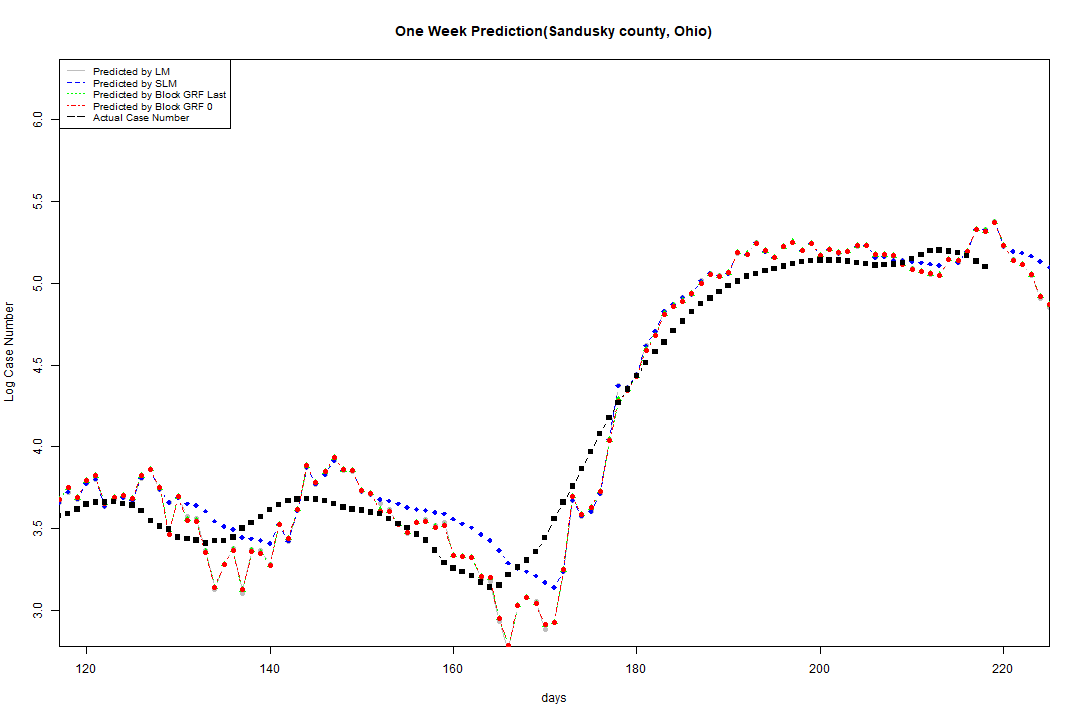 One Week Prediction(Sandusky county, Ohio)
Predicted by LM
Predicted by SLM
Predicted by Block GRF Last
Predicted by Block GRF 0
Actual Case Number
6.0
5.5
5.0
4.5
4.0
3.5
3.0
Log Case Number
120 140 160 180 200 220
days